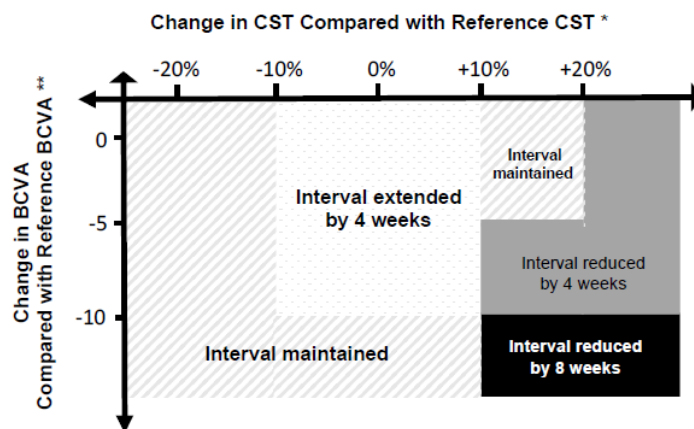 Change in CST Compared with Reference CST *
-20% -10% 0% +10% +20%
Change in BCVA
Compared with Reference BCVA **
0
-5
-10
Interval extended
by 4 weeks
Interval
maintained
Interval reduced
by 4 weeks
Interval maintained
Interval reduced
by 8 weeks